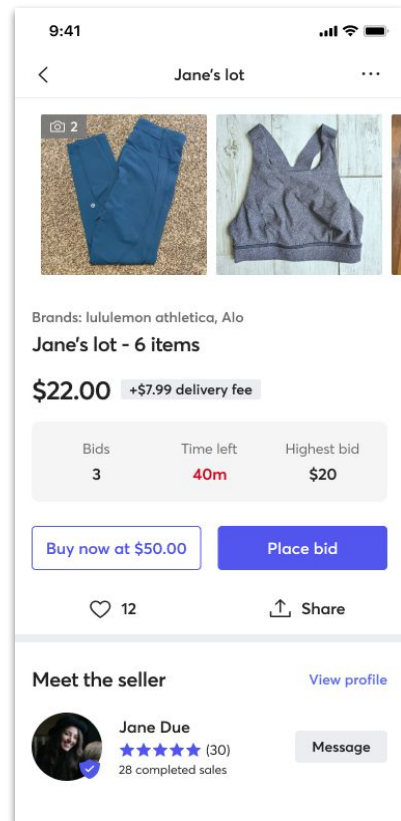 9:41
Jane's lot
2
Brands: lululemon athletica, Alo
Jane's lot - 6 items
$22.00 +$7.99 delivery fee
Bids Time left Highest bid
3 40m $20
Buy now at $50.00 Place bid
12 Share
Meet the seller View profile
Jane Due
(30)
Message
28 completed sales